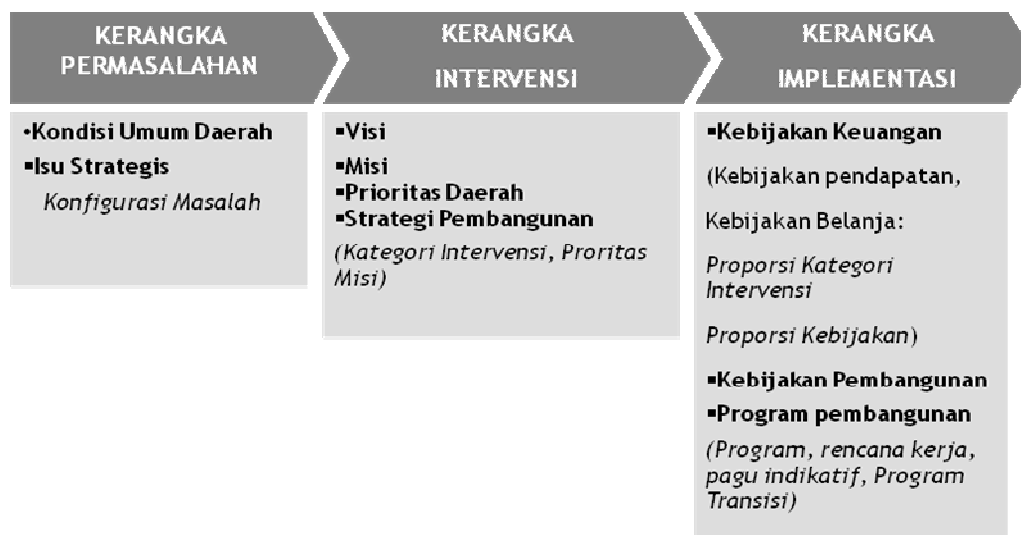 KERANGKA
PERMASALAHAN
•Kondisi Umum Daerah
▪Isu Strategis
Konfigurasi Masalah
KERANGKA
INTERVENSI
▪Visi
▪Misi
▪Prioritas Daerah
▪Strategi Pembangunan
(Kategori Intervensi, Proritas
Misi)
KERANGKA
IMPLEMENTASI
▪Kebijakan Keuangan
(Kebijakan pendapatan,
Kebijakan Belanja:
Proporsi Kategori
Intervensi
Proporsi Kebijakan)
▪Kebijakan Pembangunan
▪Program pembangunan
(Program, rencana kerja,
pagu indikatif, Program
Transisi)